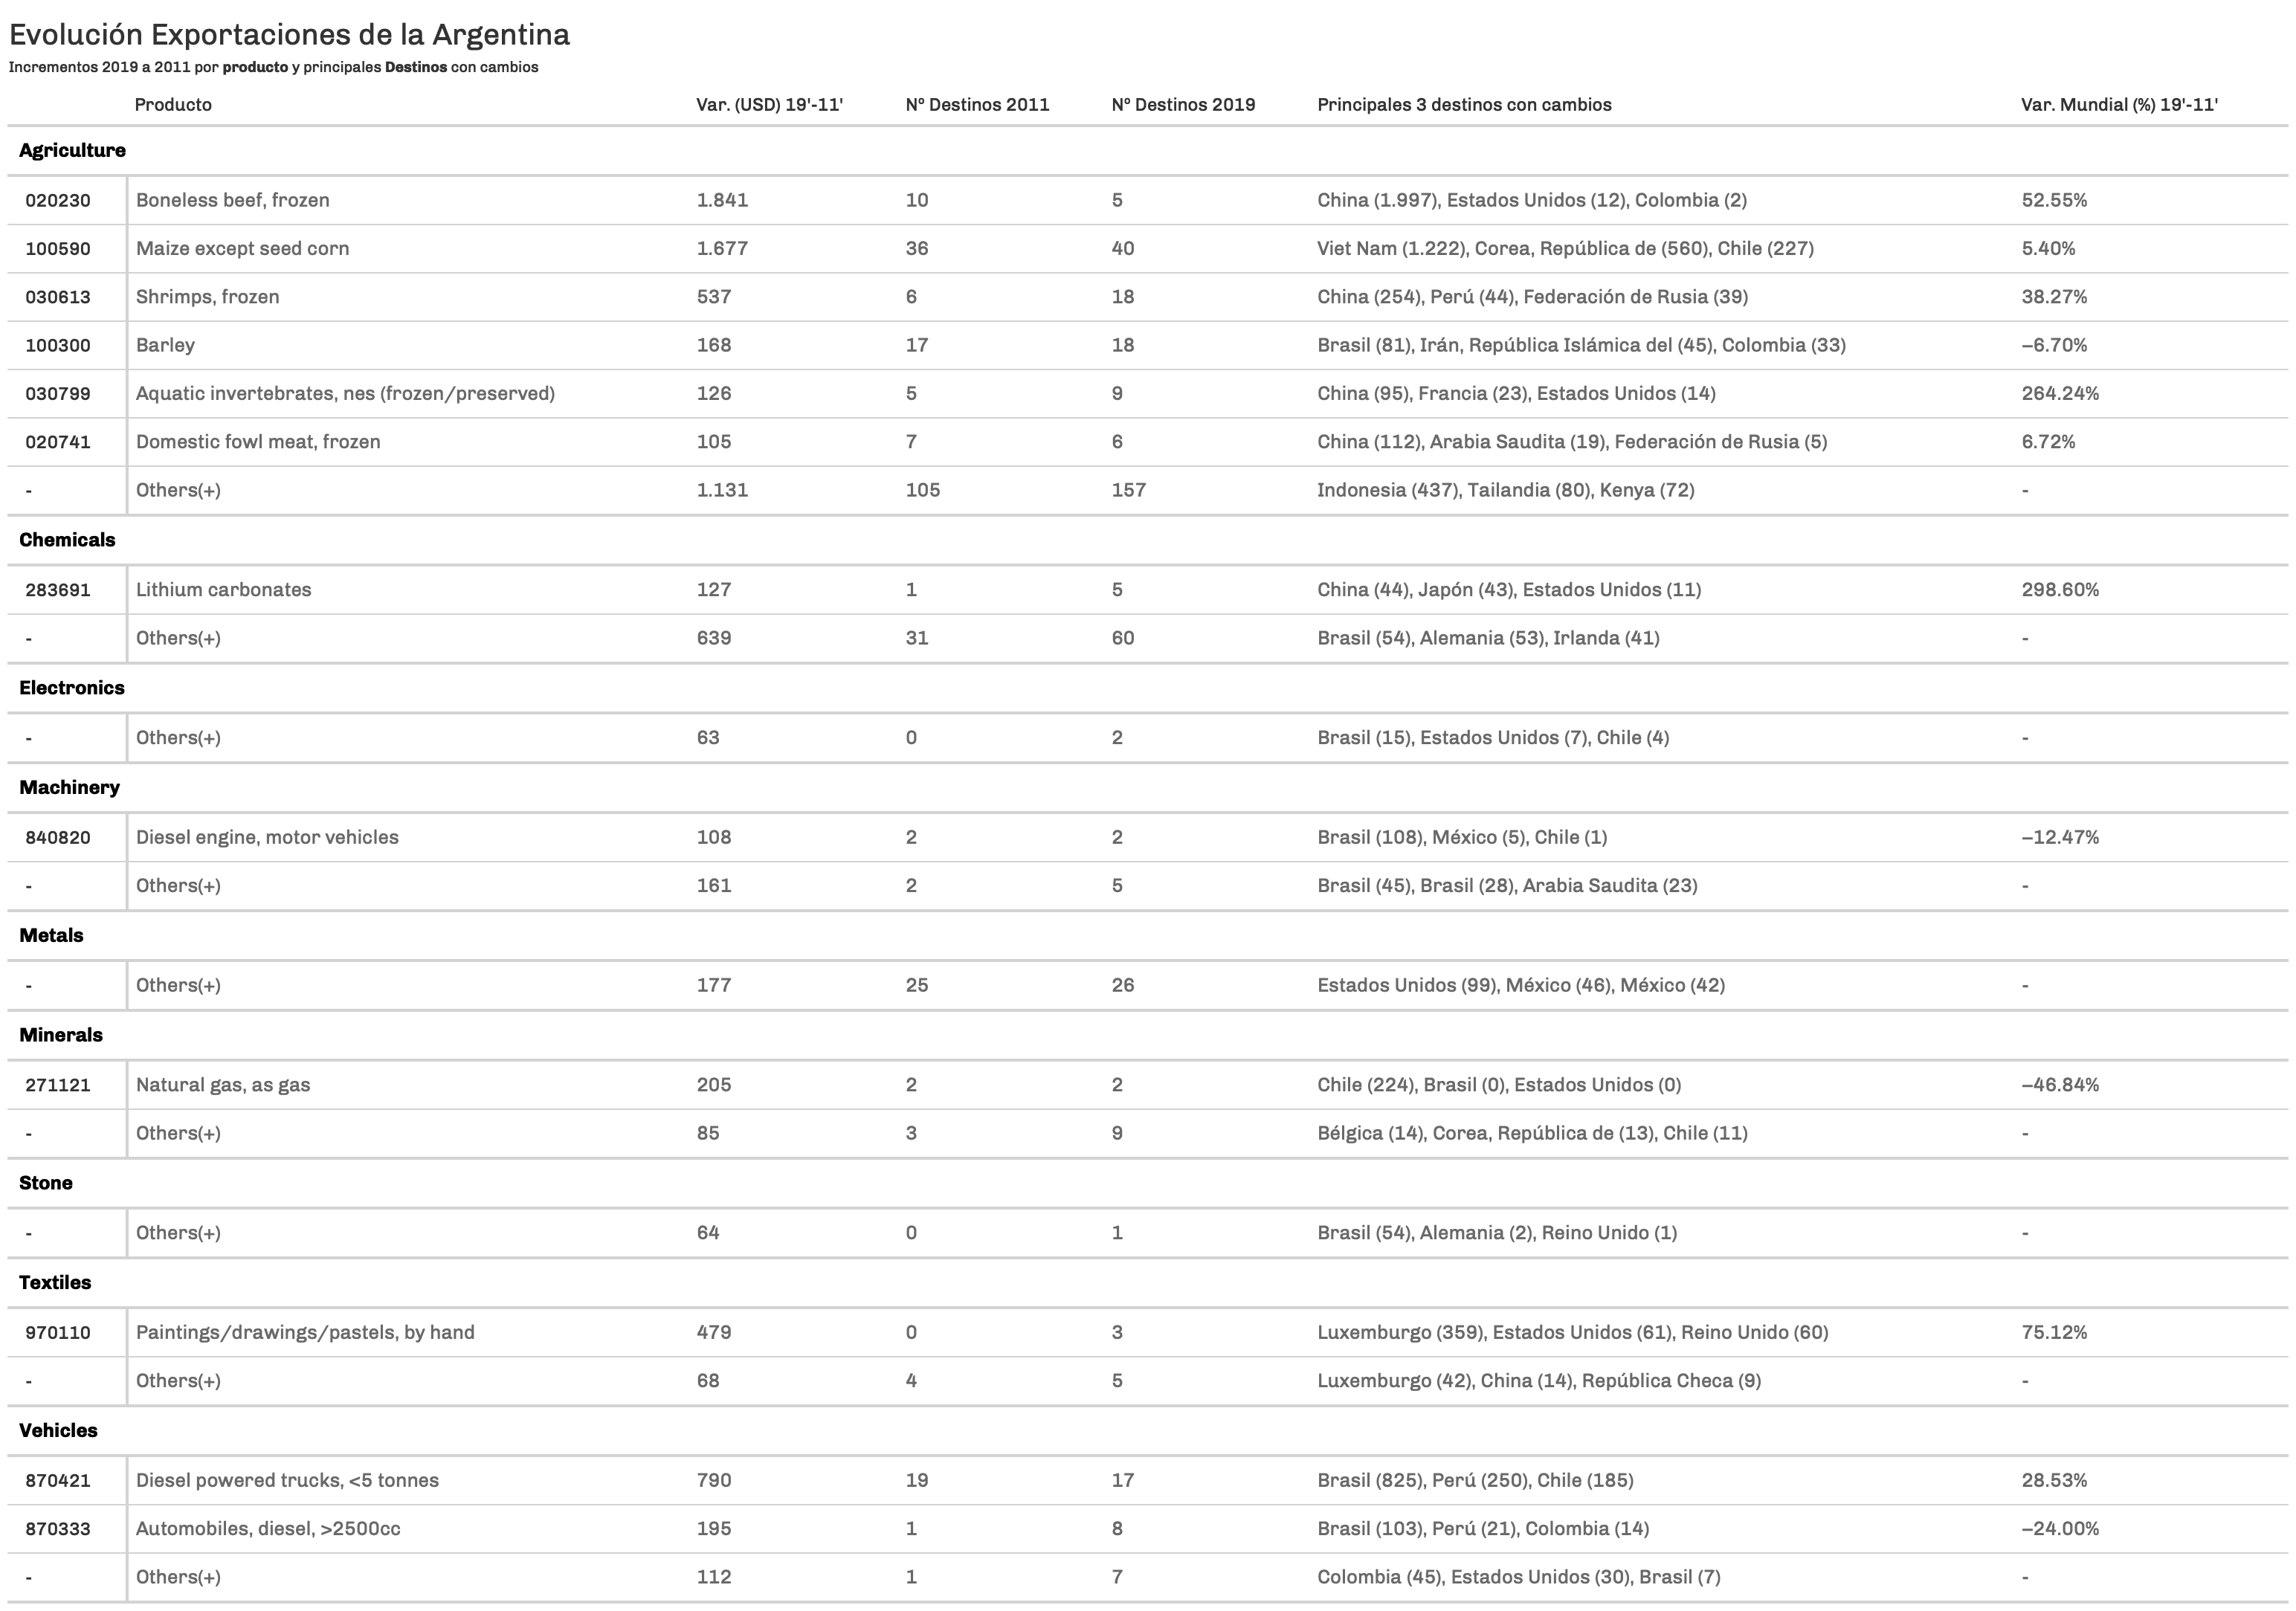 Evolución Exportaciones de la Argentina
Incrementos 2019 a 2011 por producto y principales Destinos con cambios
Producto Var. (USD) 19'-11' Nº Destinos 2011 Nº Destinos 2019 Principales 3 destinos con cambios Var. Mundial (%) 19'-11'
Agriculture
020230 Boneless beef, frozen 1.841 10 5 China (1.997), Estados Unidos (12), Colombia (2) 52.55%
100590 Maize except seed corn 1.677 36 40 Viet Nam (1.222), Corea, República de (560), Chile (227) 5.40%
030613 Shrimps, frozen 537 6 18 China (254), Perú (44), Federación de Rusia (39) 38.27%
100300 Barley 168 17 18 Brasil (81), Irán, República Islámica del (45), Colombia (33) −6.70%
030799 Aquatic invertebrates, nes (frozen/preserved) 126 5 9 China (95), Francia (23), Estados Unidos (14) 264.24%
020741 Domestic fowl meat, frozen 105 7 6 China (112), Arabia Saudita (19), Federación de Rusia (5) 6.72%
- Others(+) 1.131 105 157 Indonesia (437), Tailandia (80), Kenya (72) -
Chemicals
283691 Lithium carbonates 127 1 5 China (44), Japón (43), Estados Unidos (11) 298.60%
- Others(+) 639 31 60 Brasil (54), Alemania (53), Irlanda (41) -
Electronics
- Others(+) 63 0 2 Brasil (15), Estados Unidos (7), Chile (4) -
Machinery
840820 Diesel engine, motor vehicles 108 2 2 Brasil (108), México (5), Chile (1) −12.47%
- Others(+) 161 2 5 Brasil (45), Brasil (28), Arabia Saudita (23) -
Metals
- Others(+) 177 25 26 Estados Unidos (99), México (46), México (42) -
Minerals
271121 Natural gas, as gas 205 2 2 Chile (224), Brasil (0), Estados Unidos (0) −46.84%
- Others(+) 85 3 9 Bélgica (14), Corea, República de (13), Chile (11) -
Stone
- Others(+) 64 0 1 Brasil (54), Alemania (2), Reino Unido (1) -
Textiles
970110 Paintings/drawings/pastels, by hand 479 0 3 Luxemburgo (359), Estados Unidos (61), Reino Unido (60) 75.12%
- Others(+) 68 4 5 Luxemburgo (42), China (14), República Checa (9) -
Vehicles
870421 Diesel powered trucks, <5 tonnes 790 19 17 Brasil (825), Perú (250), Chile (185) 28.53%
870333 Automobiles, diesel, >2500cc 195 1 8 Brasil (103), Perú (21), Colombia (14) −24.00%
- Others(+) 112 1 7 Colombia (45), Estados Unidos (30), Brasil (7) -